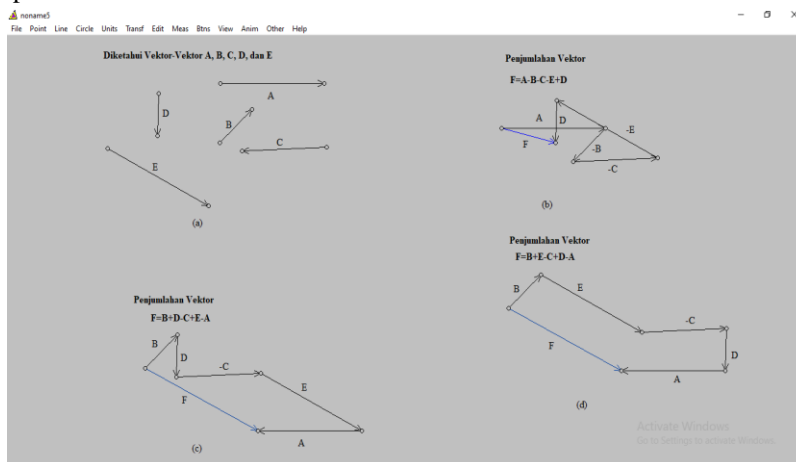 noname5
File Point Line Circle Units Transf Edit Meas Btns View Anim Other Help
Diketahui Vektor-Vektor A, B, C, D, dan E
A
D
B
C
E
(a)
Penjumlahan Vektor
F=A-B-C-E+D
A D
-E
F
-B
-C
(b)
Penjumlahan Vektor
F=B+D-C+E-A
B
D
-C
E
F
A
(c)
Penjumlahan Vektor
F=B+E-C+D-A
B
E
-C
F
D
A
(d)
Activate Windows
Go to Settings to activate Windows.